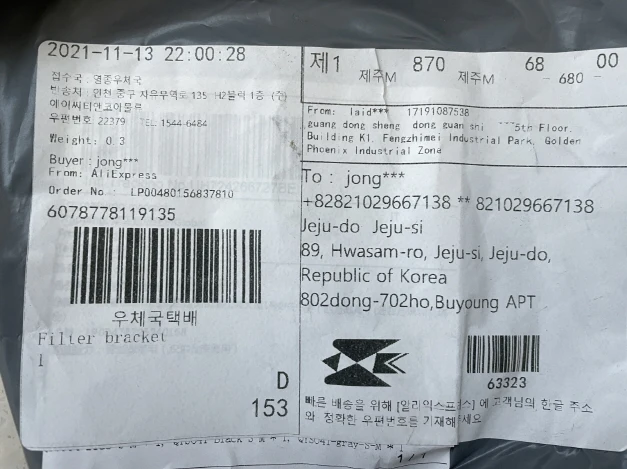 2021-11-13 22:00:28
접수국 : 영종우체국
반송처: 인천 중구 자유무역로 135 H2블럭 1층 (주)
에이씨티앤코아물류
우편번호 22379 TEL 1544-6484
Weight: 0.3
Buyer : jong***
From: AliExpress
Order No : LP00480156837810
6078778119135
우체국택배
Filter bracket
1
D
153
제1 제주M 870 제주M 68 - 680 - 00
From: laid*** 17191087538
guang dong sheng dong guan shi ***5th Floor,
Building K1, Fengzhimei Industrial Park, Golden
Phoenix Industrial Zone
To : jong***
+82821029667138 ** 821029667138
Jeju-do Jeju-si
89, Hwasam-ro, Jeju-si, Jeju-do,
Republic of Korea
802dong-702ho,Buyoung APT
63323
빠른 배송을 위해 [알리익스프레스] 에 고객님의 한글 주소
와 정확한 우편번호를 기재해 세요